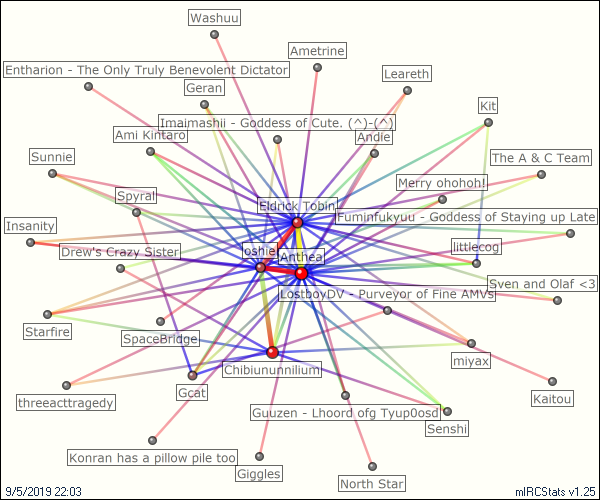 Washuu
Ametrine
Entharion - The Only Truly Benevolent Dictator
Leareth
Geran
Kit
Imaimashii - Goddess of Cute. (^)-(^)
Ami Kintaro
Andie
Sunnie
The A & C Team
Merry ohohoh!
Spyral
Eldrick Tobin
Fuminfukyuu - Goddess of Staying up Late
Insanity
littlecog
Drew's Crazy Sister
Joshie
Anthea
Sven and Olaf <3
LostboyDV - Purveyor of Fine AMVs
Starfire
SpaceBridge
miyax
Chibiununnilium
Gcat
Kaitou
threeacttragedy
Guuzen - Lhoord ofg Tyup0osd
Senshi
Konran has a pillow pile too
Giggles
North Star
9/5/2019 22:03
mIRCStats v1.25